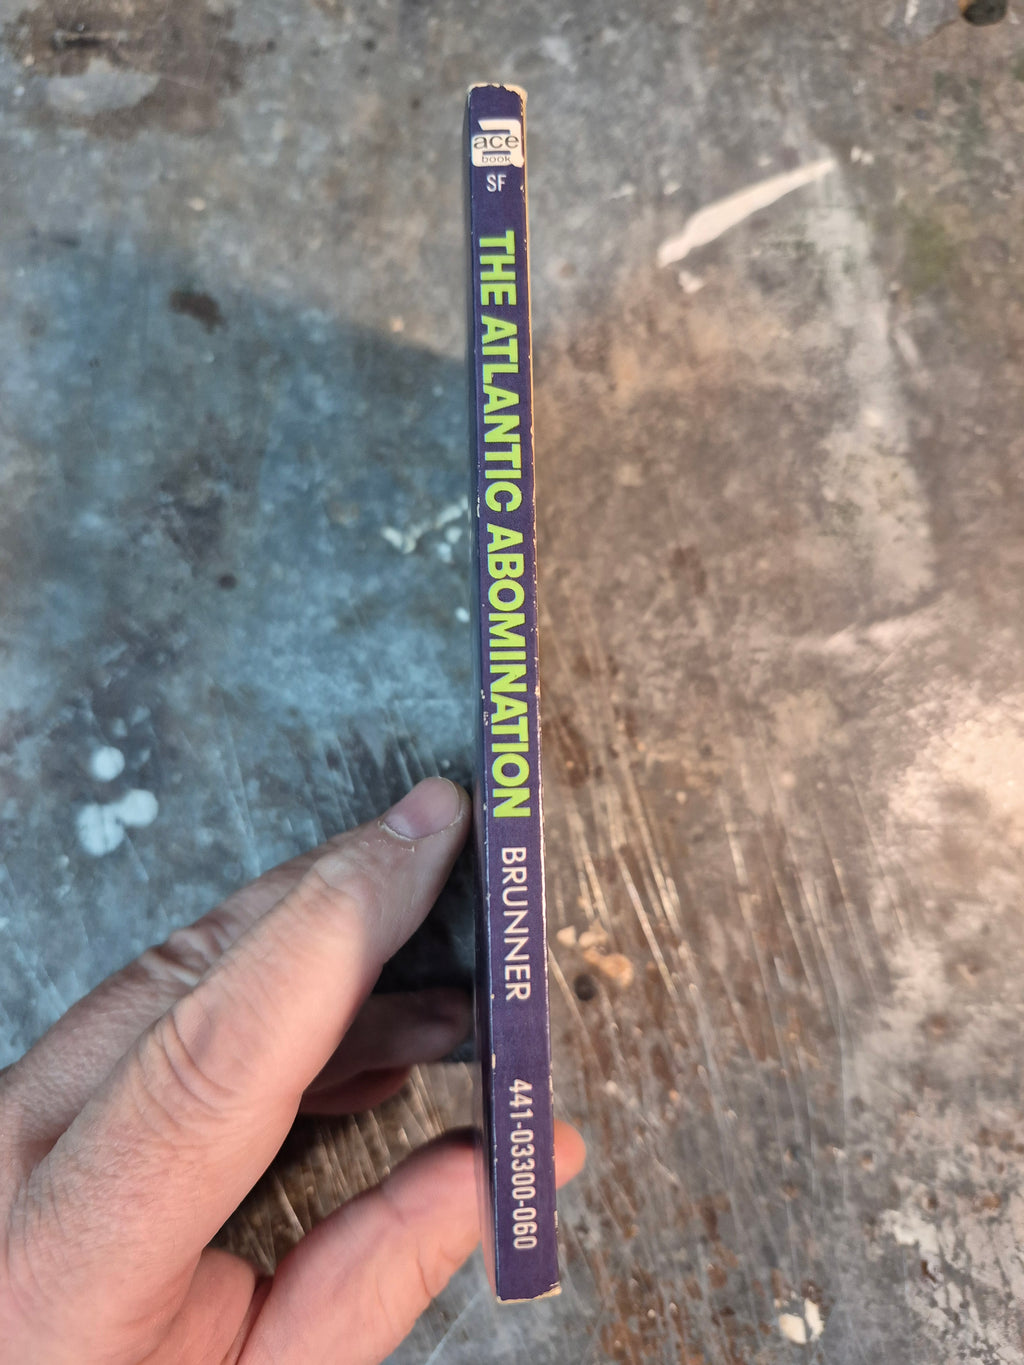 ace
book
SF
THE ATLANTIC ABOMINATION BRUNNER 441-03300-060